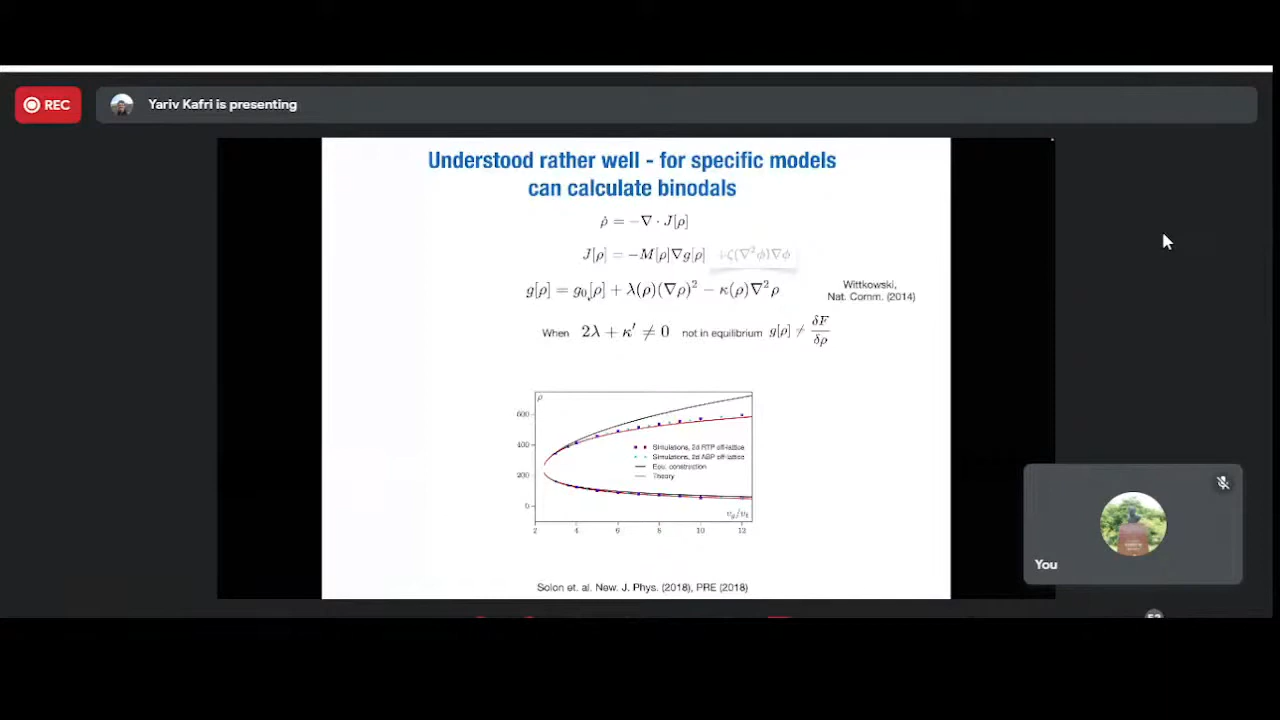 REC
Yariv Kafri is presenting
Understood rather well - for specific models
can calculate binodals
ρ̇ = −∇ · J[ρ]
J[ρ] = −M[ρ]∇g[ρ] +ζ(∇²φ)∇φ
g[ρ] = g₀[ρ] + λ(ρ)(∇ρ)² − κ(ρ)∇²ρ
Wittkowski,
Nat. Comm. (2014)
When 2λ + κ′ ≠ 0 not in equilibrium g[ρ] ≠ δF/δρ
ρ
600
400
200
0
Simulations, 2d RTP off-lattice
Simulations, 2d ABP off-lattice
Equ. construction
Theory
2 4 6 8 10 12
Solon et. al. New. J. Phys. (2018), PRE (2018)
You